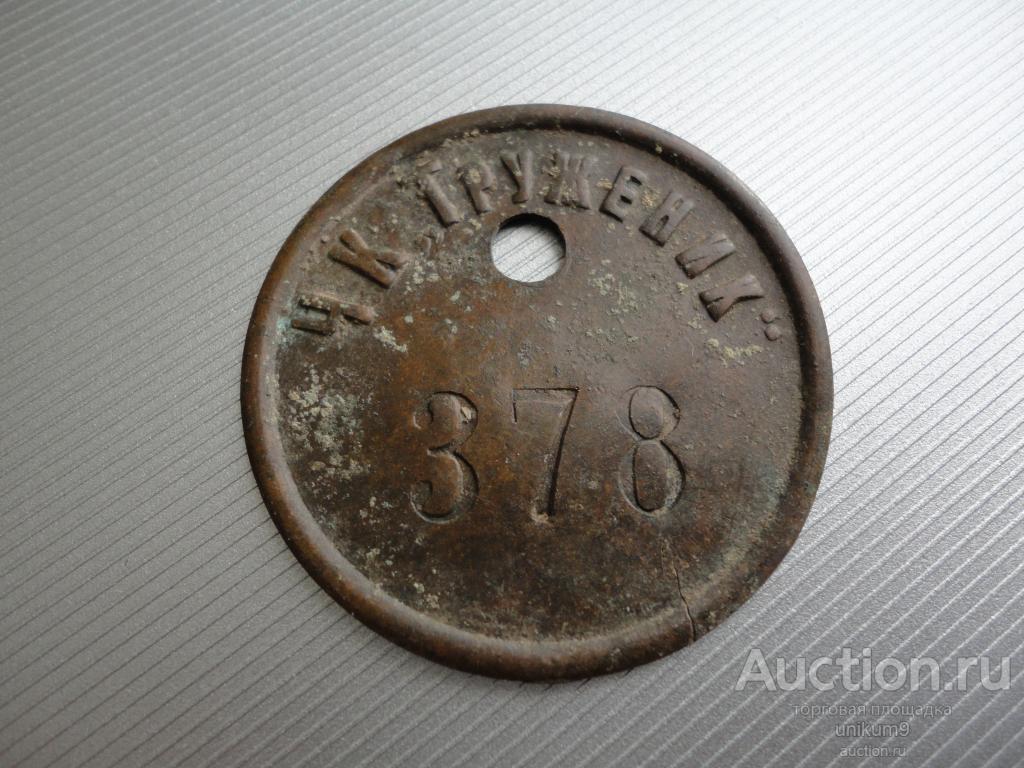 Ч К „ТРУЖЕНИК"
378
Auction.ru
торговая площадка
unikum9
auction.ru